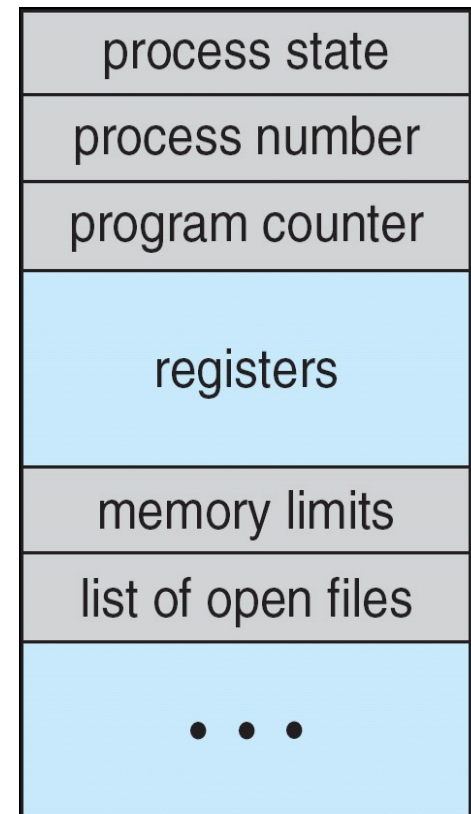 process state
process number
program counter
registers
memory limits
list of open files
• • •